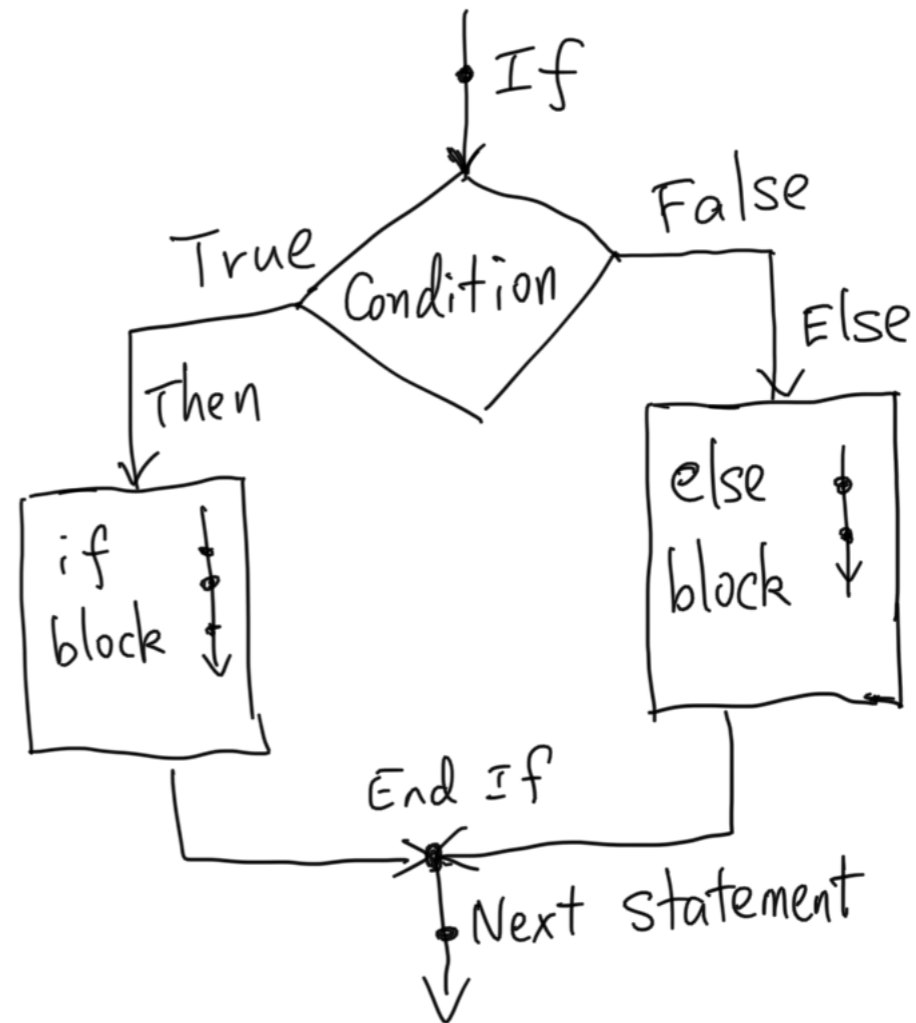 If
False
True
Condition
Else
Then
else
block
if
block
End If
Next statement